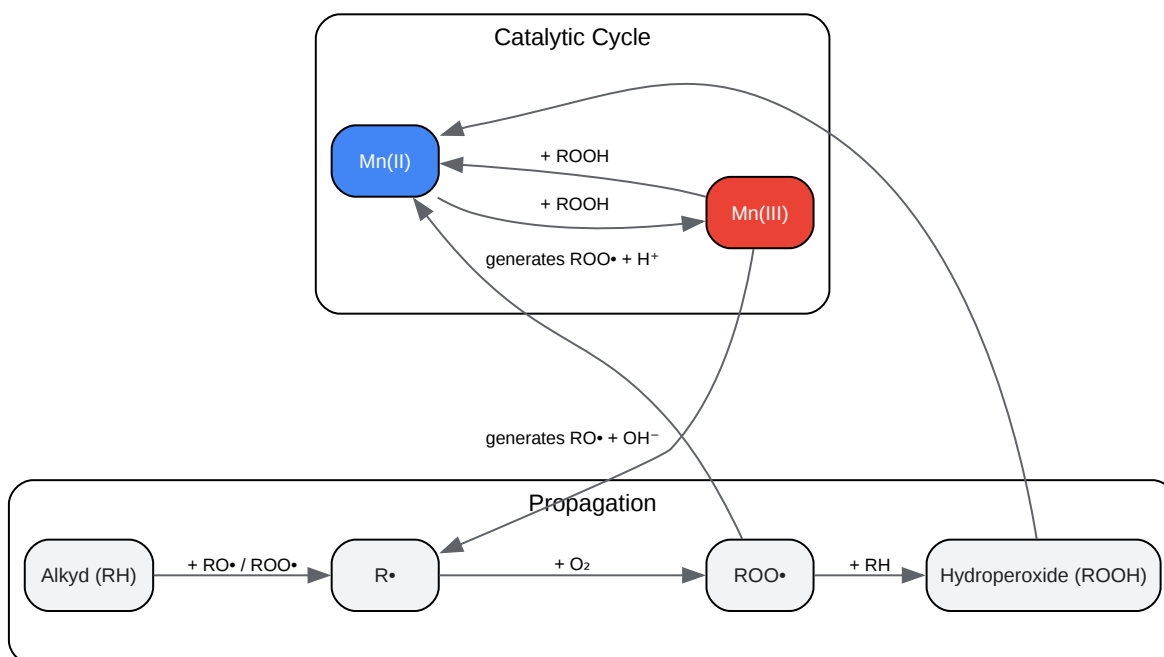 Catalytic Cycle
Mn(II)
+ ROOH
Mn(III)
+ ROOH
generates ROO• + H⁺
generates RO• + OH⁻
Propagation
Alkyd (RH)
+ RO• / ROO•
R•
+ O₂
ROO•
+ RH
Hydroperoxide (ROOH)